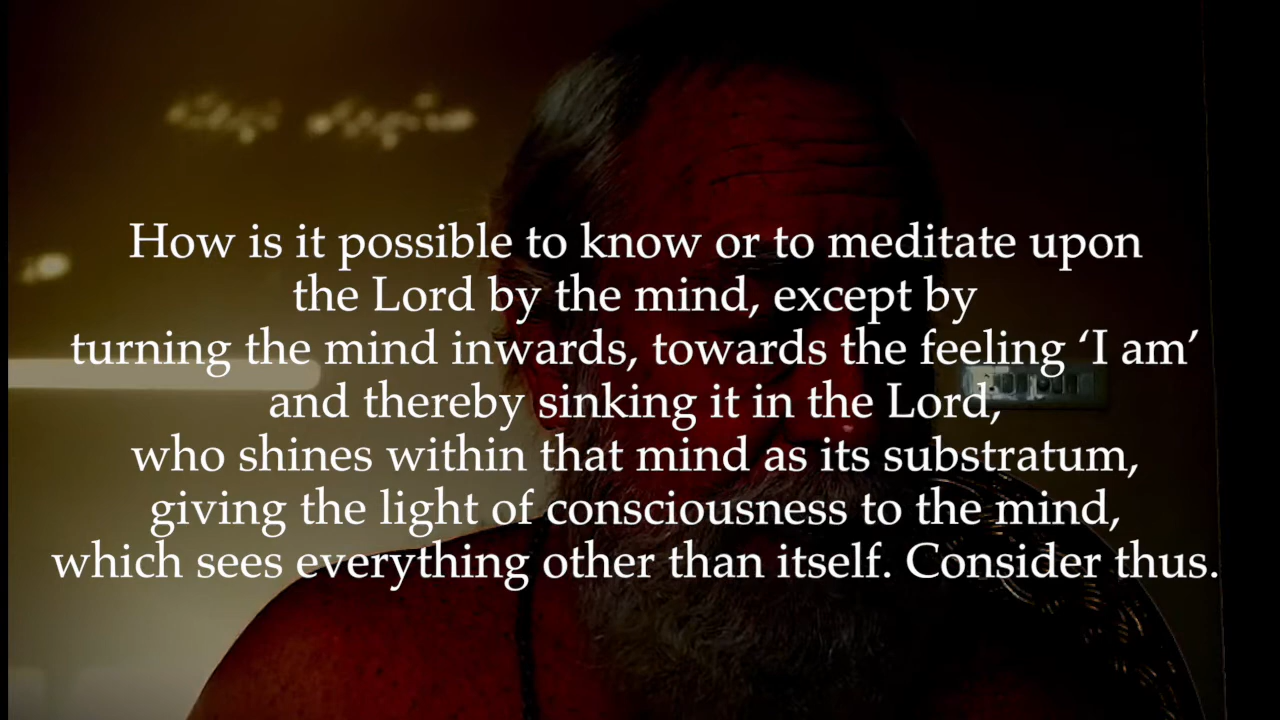 How is it possible to know or to meditate upon
the Lord by the mind, except by
turning the mind inwards, towards the feeling ‘I am’
and thereby sinking it in the Lord,
who shines within that mind as its substratum,
giving the light of consciousness to the mind,
which sees everything other than itself. Consider thus.